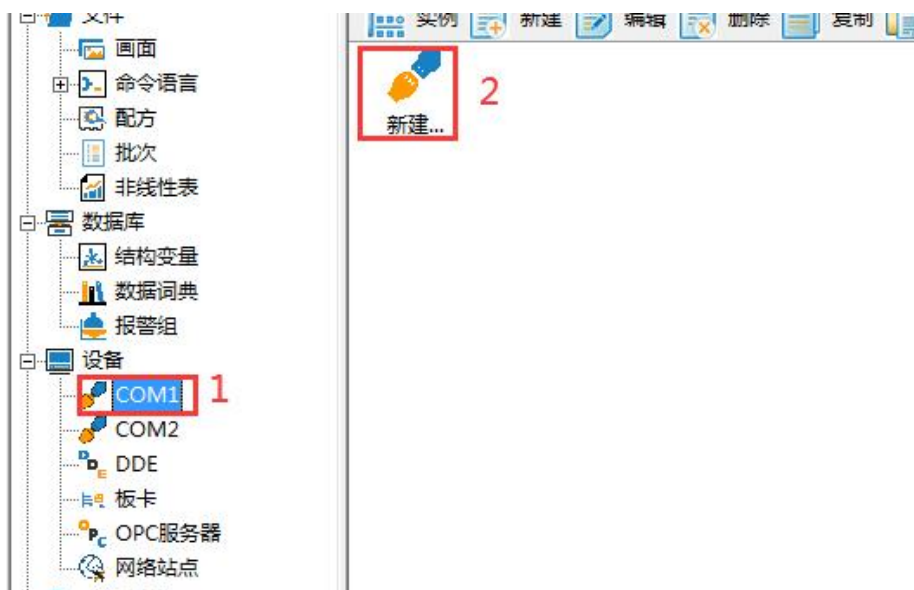 文件
实例 新建 编辑 删除 复制
画面
命令语言
配方
批次
非线性表
数据库
结构变量
数据词典
报警组
设备
COM1
COM2
DDE
板卡
OPC服务器
网络站点
1
新建...
2